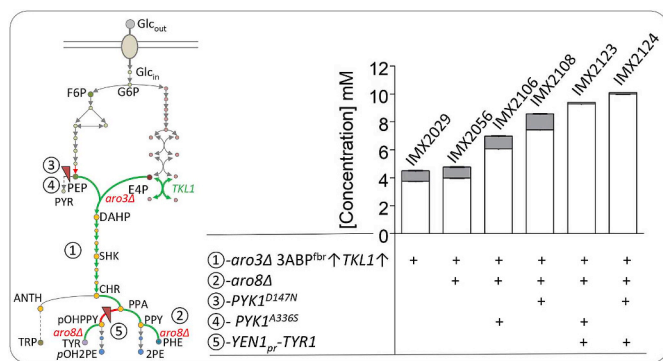 Glc_out
Glc_in
F6P
G6P
③
④
PEP
PYR
E4P
TKL1
aro3Δ
DAHP
①
SHK
CHR
ANTH
PPA
pOHPPY
PPY
②
aro8Δ
aro8Δ
TYR
⑤
PHE
TRP
pOH2PE
2PE
[Concentration] mM
12
10
8
6
4
2
0
IMX2029
IMX2056
IMX2106
IMX2108
IMX2123
IMX2124
①-aro3Δ 3ABP^fbr↑TKL1↑ + + + + + +
②-aro8Δ + + + + +
③-PYK1^D147N + +
④- PYK1^A336S + +
⑤-YEN1_pr-TYR1 + +